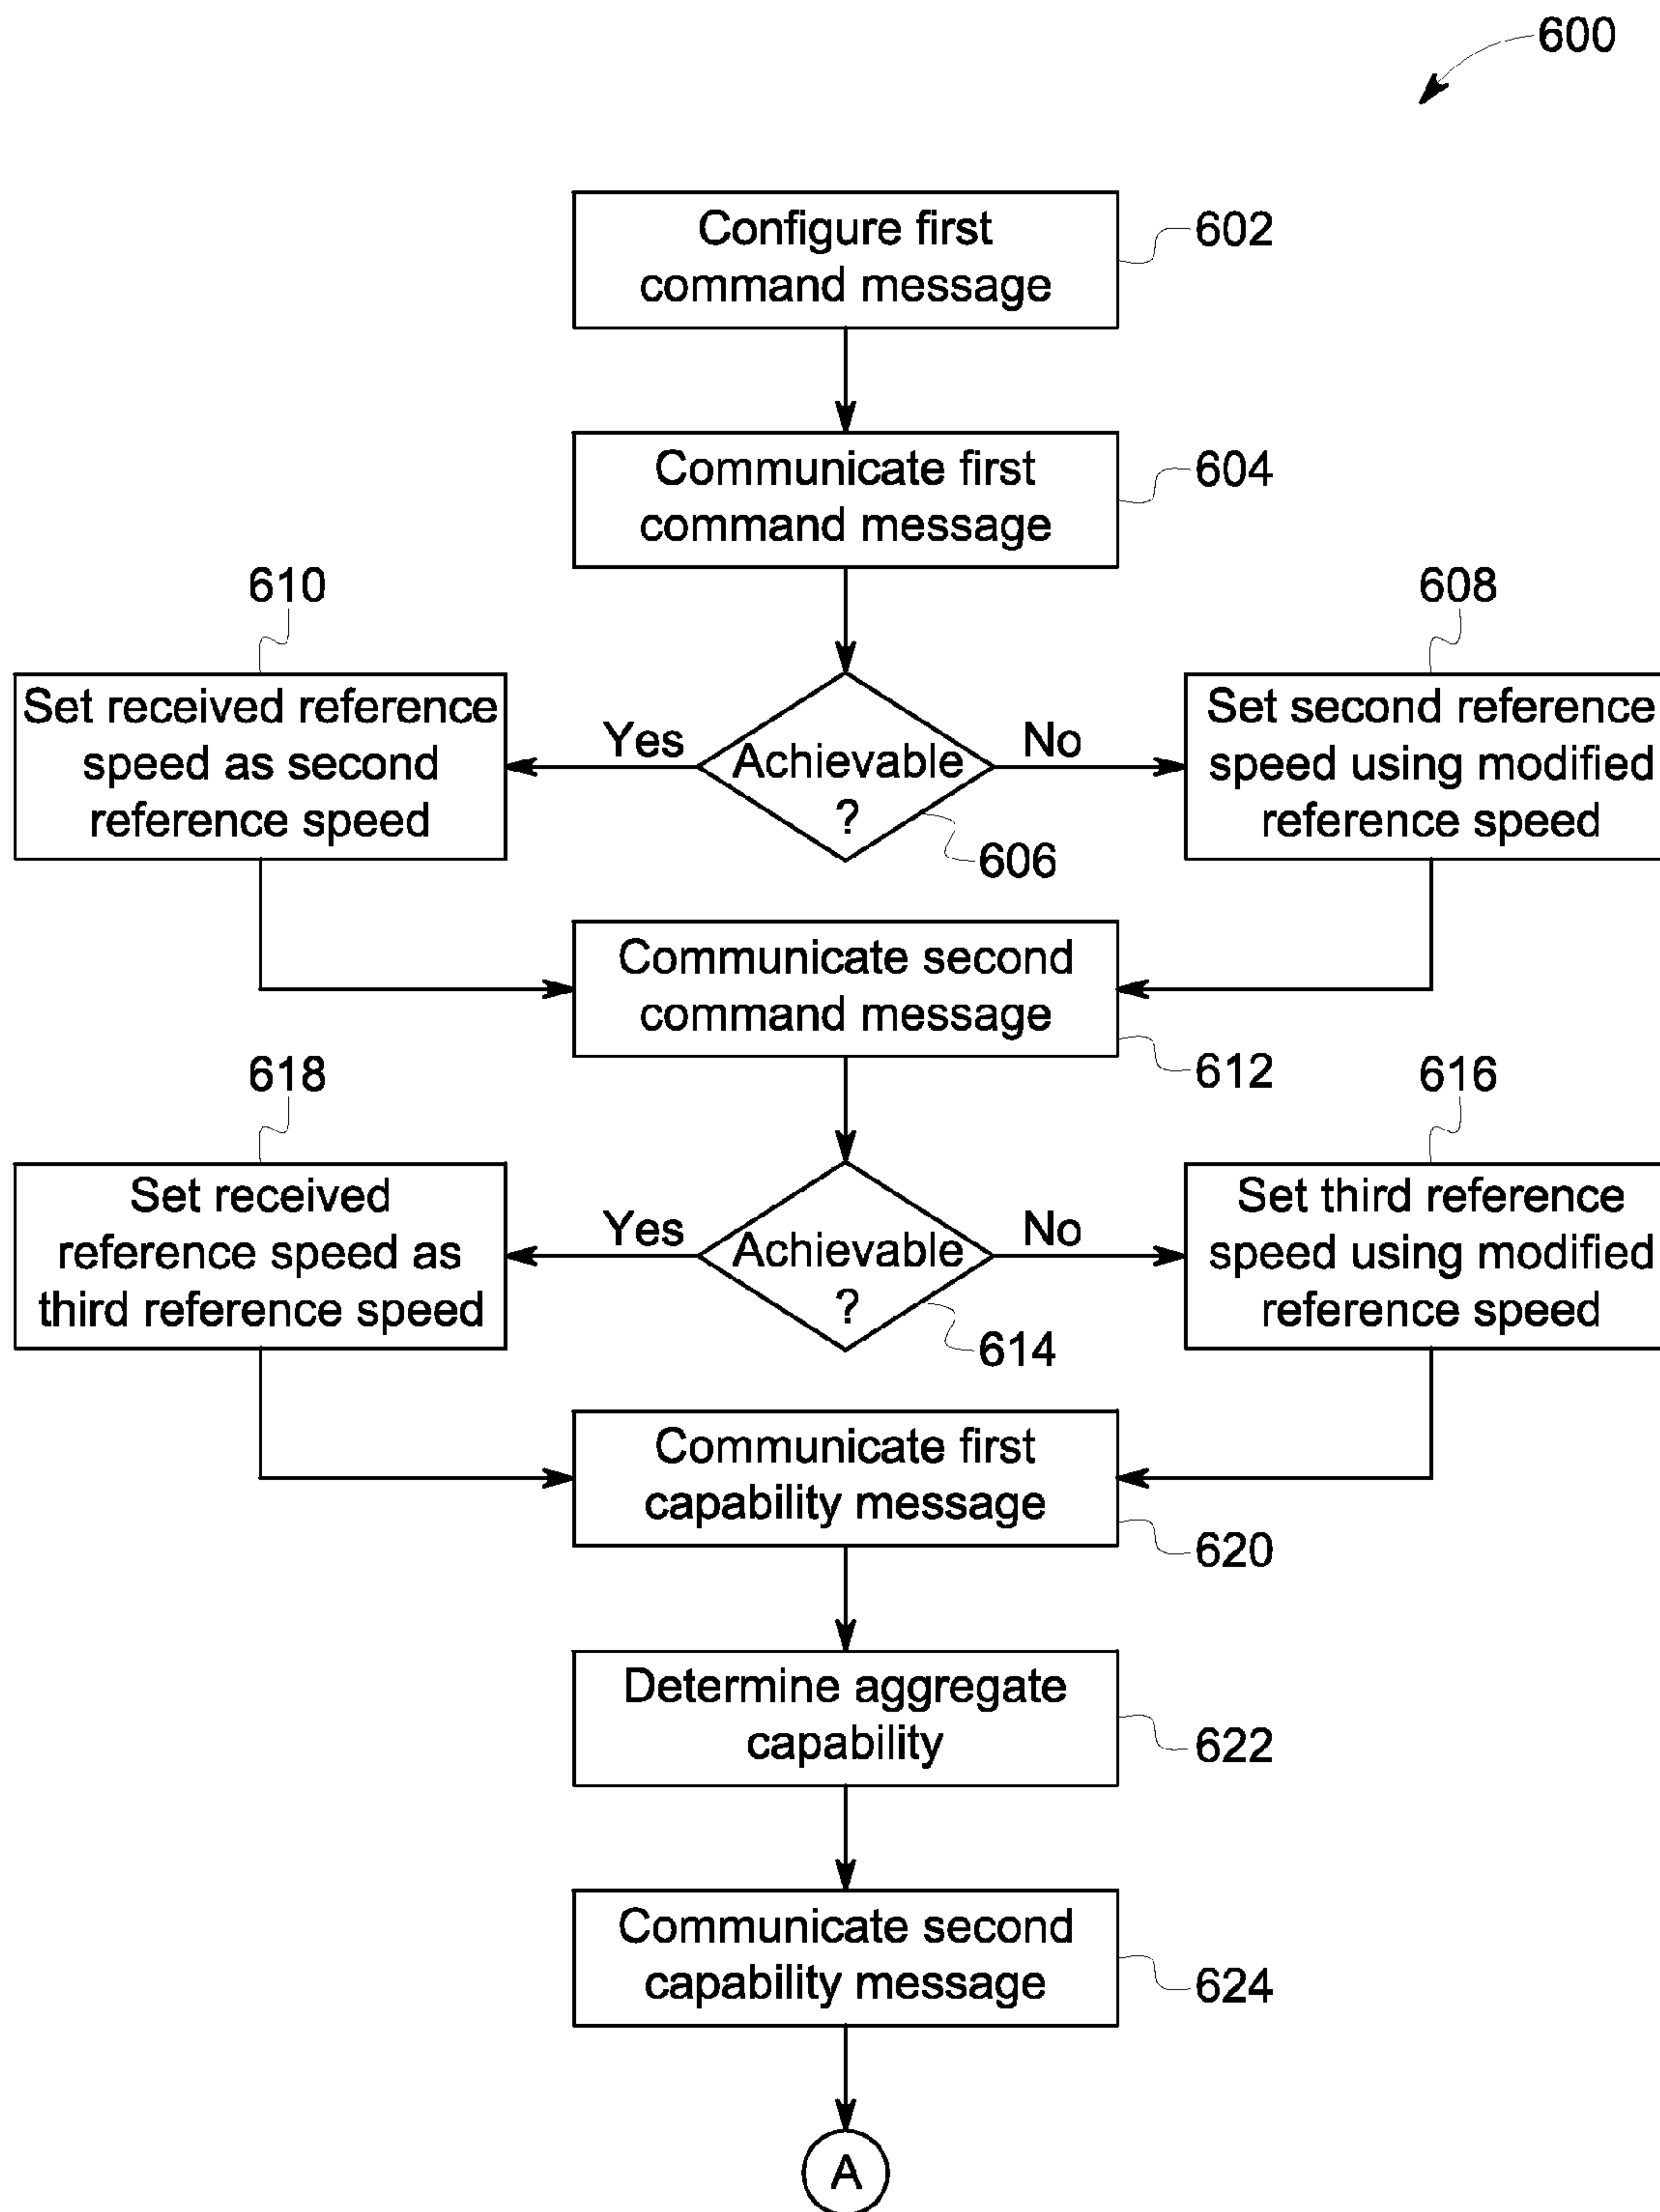 600
Configure first
command message
602
Communicate first
command message
604
610
608
Set received reference
speed as second
reference speed
Yes
Achievable
?
No
Set second reference
speed using modified
reference speed
606
Communicate second
command message
612
618
616
Set received
reference speed as
third reference speed
Yes
Achievable
?
No
Set third reference
speed using modified
reference speed
614
Communicate first
capability message
620
Determine aggregate
capability
622
Communicate second
capability message
624
A